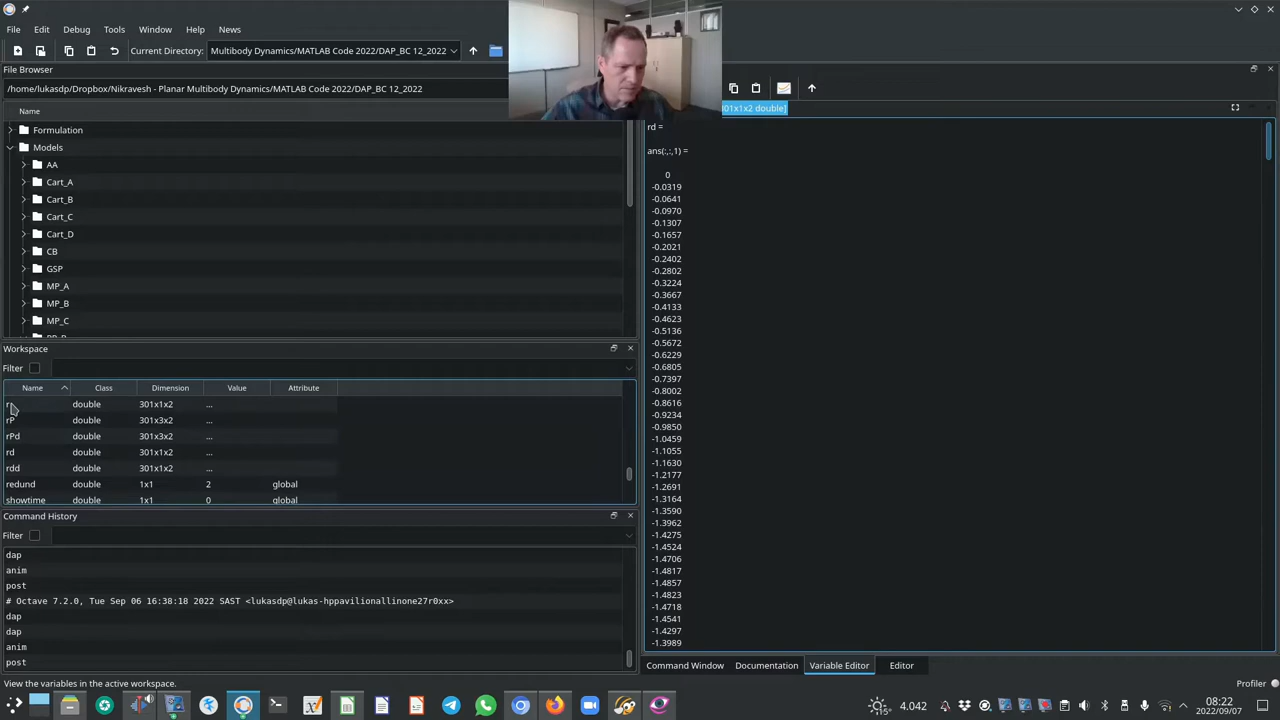 File Edit Debug Tools Window Help News
Current Directory: Multibody Dynamics/MATLAB Code 2022/DAP_BC 12_2022
File Browser
/home/lukasdp/Dropbox/Nikravesh - Planar Multibody Dynamics/MATLAB Code 2022/DAP_BC 12_2022
Name
Formulation
Models
AA
Cart_A
Cart_B
Cart_C
Cart_D
CB
GSP
MP_A
MP_B
MP_C
Workspace
Filter
Name Class Dimension Value Attribute
r double 301x1x2 ...
rP double 301x3x2 ...
rPd double 301x3x2 ...
rd double 301x1x2 ...
rdd double 301x1x2 ...
redund double 1x1 2 global
showtime double 1x1 0 global
Command History
Filter
dap
anim
post
# Octave 7.2.0, Tue Sep 06 16:38:18 2022 SAST <lukasdp@lukas-hppavilionallinone27r0xx>
dap
dap
anim
post
View the variables in the active workspace.
01x1x2 double]
rd =
ans(:,:,1) =
0
-0.0319
-0.0641
-0.0970
-0.1307
-0.1657
-0.2021
-0.2402
-0.2802
-0.3224
-0.3667
-0.4133
-0.4623
-0.5136
-0.5672
-0.6229
-0.6805
-0.7397
-0.8002
-0.8616
-0.9234
-0.9850
-1.0459
-1.1055
-1.1630
-1.2177
-1.2691
-1.3164
-1.3590
-1.3962
-1.4275
-1.4524
-1.4706
-1.4817
-1.4857
-1.4823
-1.4718
-1.4541
-1.4297
-1.3989
Command Window Documentation Variable Editor Editor
Profiler
15°
4.042
08:22
2022/09/07